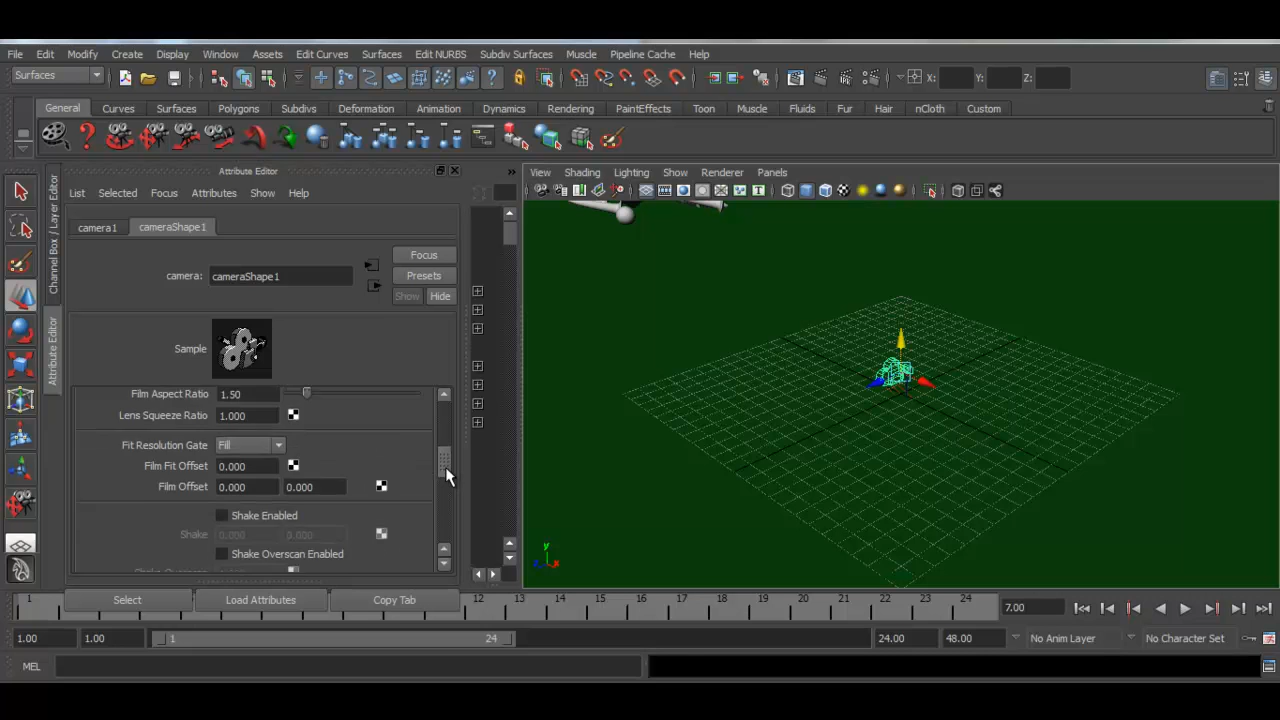 File Edit Modify Create Display Window Assets Edit Curves Surfaces Edit NURBS Subdiv Surfaces Muscle Pipeline Cache Help
Surfaces X: Y: Z:
General Curves Surfaces Polygons Subdivs Deformation Animation Dynamics Rendering PaintEffects Toon Muscle Fluids Fur Hair nCloth Custom
Attribute Editor
List Selected Focus Attributes Show Help
View Shading Lighting Show Renderer Panels
Channel Box / Layer Editor
Attribute Editor
camera1 cameraShape1
Focus
camera: cameraShape1
Presets
Show Hide
Sample
Film Aspect Ratio 1.50
Lens Squeeze Ratio 1.000
Fit Resolution Gate Fill
Film Fit Offset 0.000
Film Offset 0.000 0.000
Shake Enabled
Shake 0.000 0.000
Shake Overscan Enabled
y
Select Load Attributes Copy Tab
1 12 13 14 15 16 17 18 19 20 21 22 23 24 7.00
1.00 1.00 1 24 24.00 48.00 No Anim Layer No Character Set
MEL